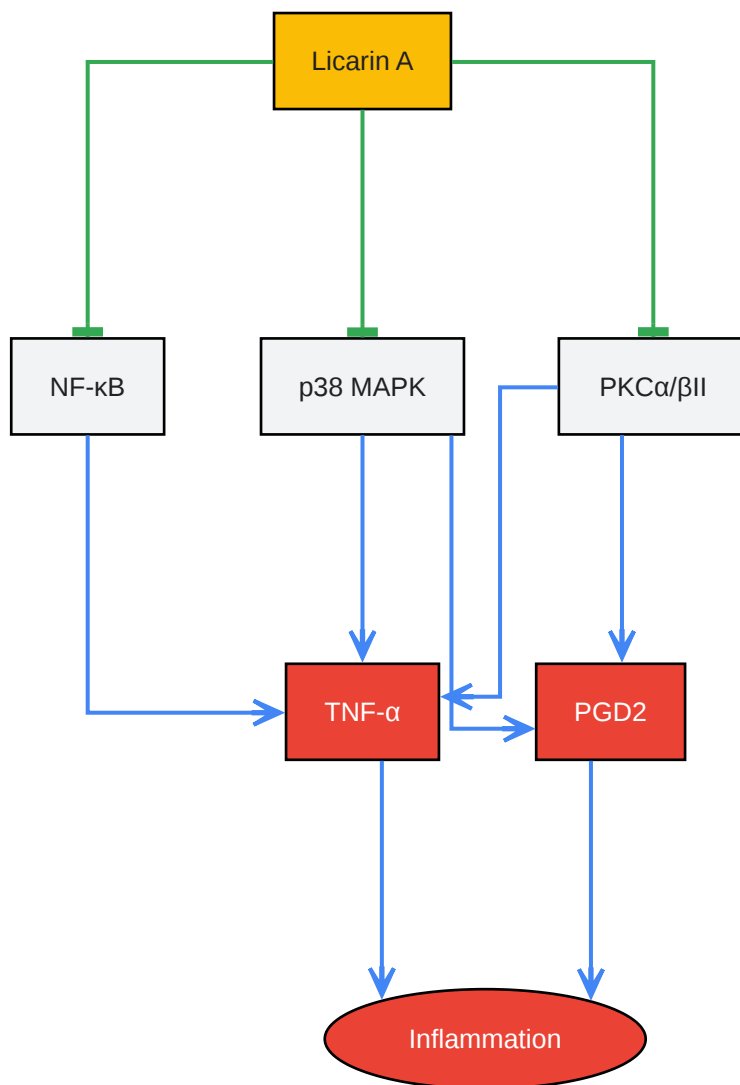 Licarin A
NF-κB
p38 MAPK
PKCα/βII
TNF-α
PGD2
Inflammation